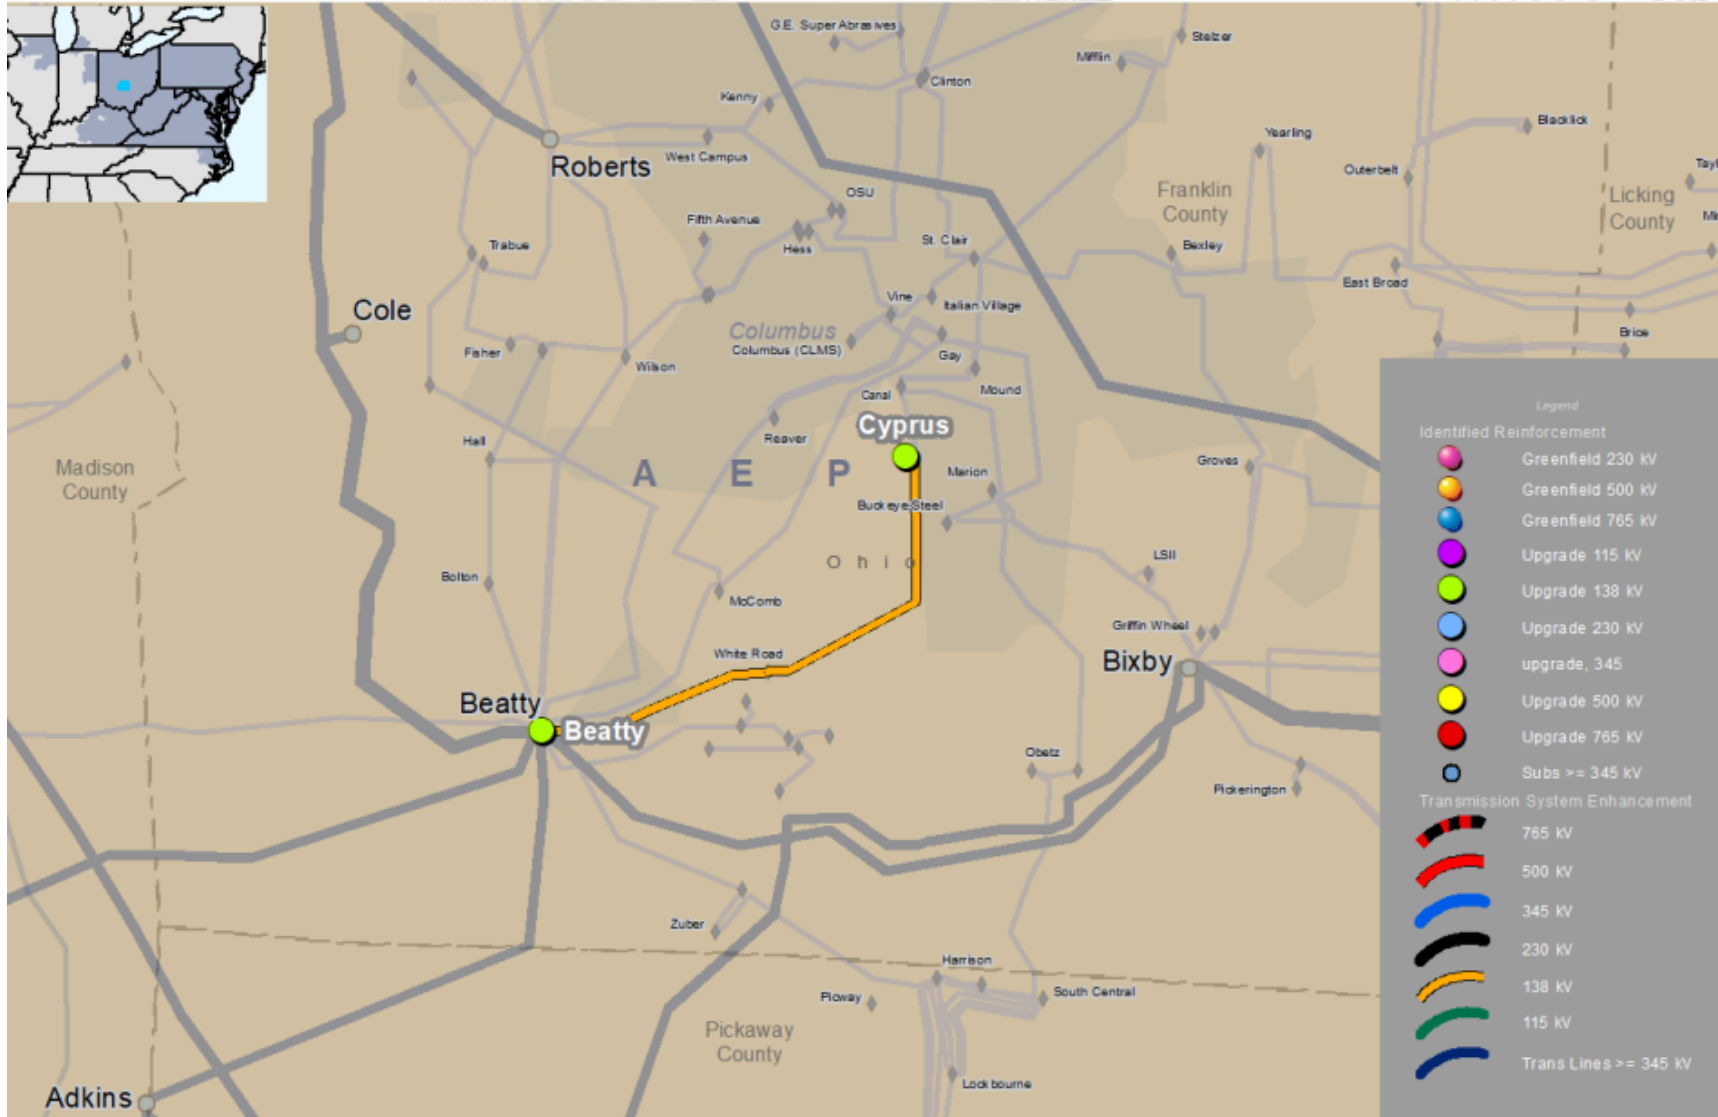 G.E. Super Abrasives
Stelzer
Mifflin
Clinton
Kenny
Blacklick
Yearling
West Campus
Roberts
Outerbelt
Franklin
County
Licking
County
OSU
Fifth Avenue
Hess
St. Clair
Bexley
Trabue
East Broad
Vine
Italian Village
Cole
Columbus
Columbus (CLMS)
Brice
Fisher
Wilson
Gay
Canal
Mound
Cyprus
Reaver
Hall
Madison
County
A E P
Marion
Groves
Buckeye Steel
Ohio
LSII
Bolton
McComb
Griffin Wheel
White Road
Bixby
Beatty
Beatty
Obetz
Pickerington
Zuber
Harrison
Picway
South Central
Pickaway
County
Lockbourne
Adkins
Legend
Identified Reinforcement
Greenfield 230 kV
Greenfield 500 kV
Greenfield 765 kV
Upgrade 115 kV
Upgrade 138 kV
Upgrade 230 kV
upgrade, 345
Upgrade 500 kV
Upgrade 765 kV
Subs >= 345 kV
Transmission System Enhancement
765 kV
500 kV
345 kV
230 kV
138 kV
115 kV
Trans Lines >= 345 kV